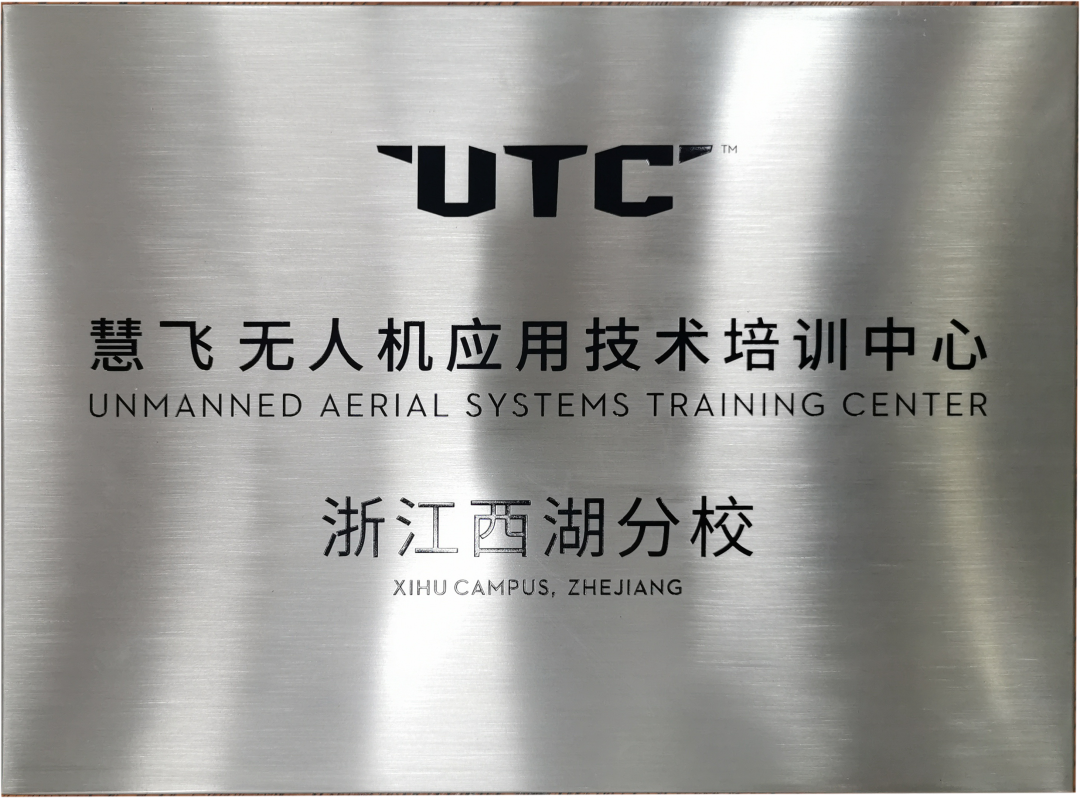 UTC™
慧飞 无人机应用技术培训中心
UNMANNED AERIAL SYSTEMS TRAINING CENTER
浙江西湖分校
XIHU CAMPUS, ZHEJIANG